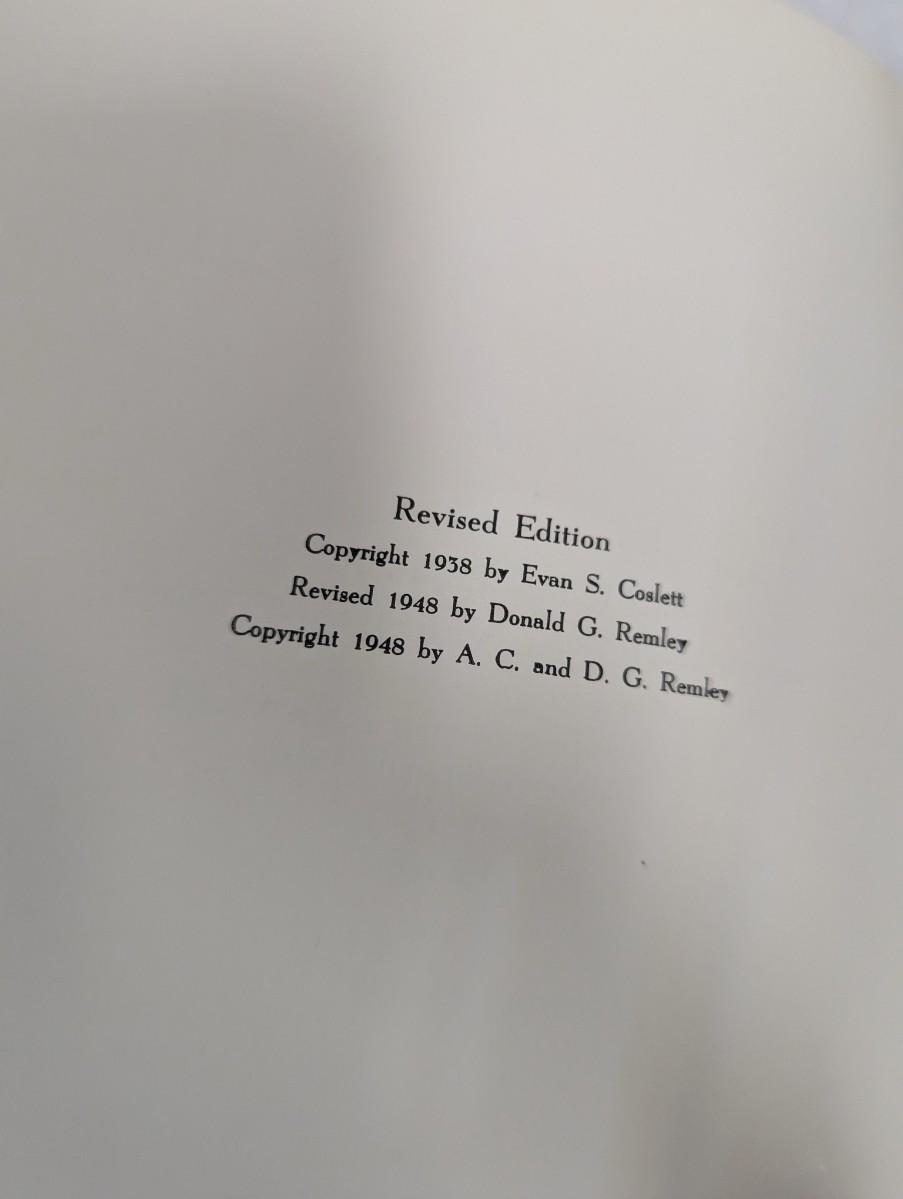 Revised Edition
Copyright 1938 by Evan S. Coslett
Revised 1948 by Donald G. Remley
Copyright 1948 by A. C. and D. G. Remley